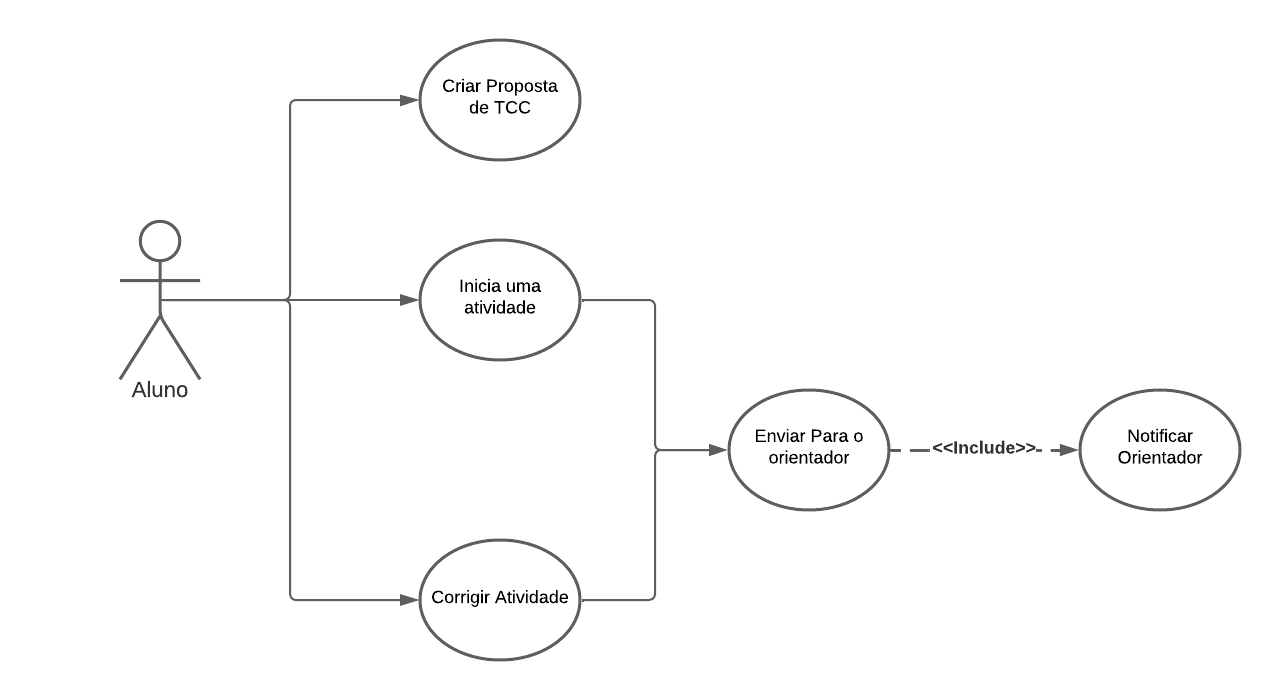 Criar Proposta
de TCC
Inicia uma
atividade
Aluno
Enviar Para o
orientador
<<Include>>
Notificar
Orientador
Corrigir Atividade